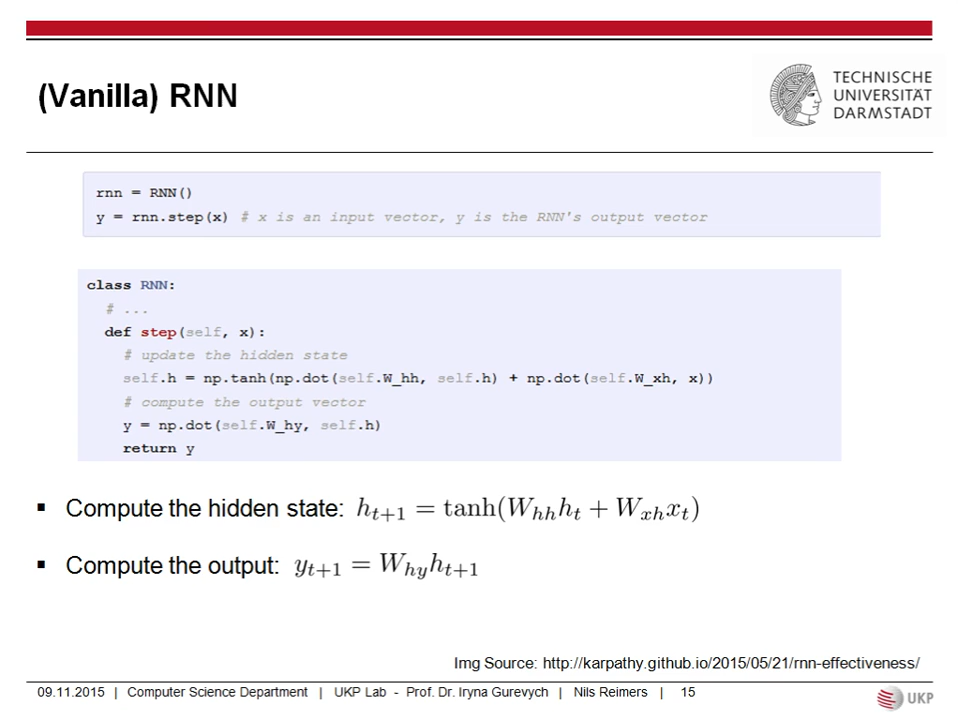 (Vanilla) RNN
TECHNISCHE
UNIVERSITÄT
DARMSTADT
rnn = RNN()
y = rnn.step(x) # x is an input vector, y is the RNN's output vector
class RNN:
# ...
def step(self, x):
# update the hidden state
self.h = np.tanh(np.dot(self.W_hh, self.h) + np.dot(self.W_xh, x))
# compute the output vector
y = np.dot(self.W_hy, self.h)
return y
▪ Compute the hidden state: h_{t+1} = tanh(W_{hh}h_t + W_{xh}x_t)
▪ Compute the output: y_{t+1} = W_{hy}h_{t+1}
Img Source: http://karpathy.github.io/2015/05/21/rnn-effectiveness/
09.11.2015 | Computer Science Department | UKP Lab - Prof. Dr. Iryna Gurevych | Nils Reimers | 15
UKP